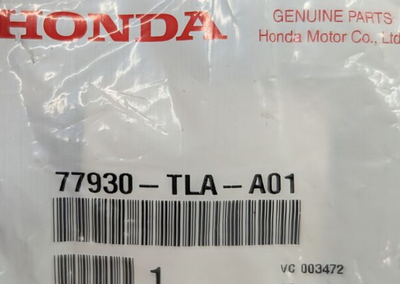 HONDA
GENUINE PARTS
Honda Motor Co., Ltd
77930-TLA-A01
1
VC 003472